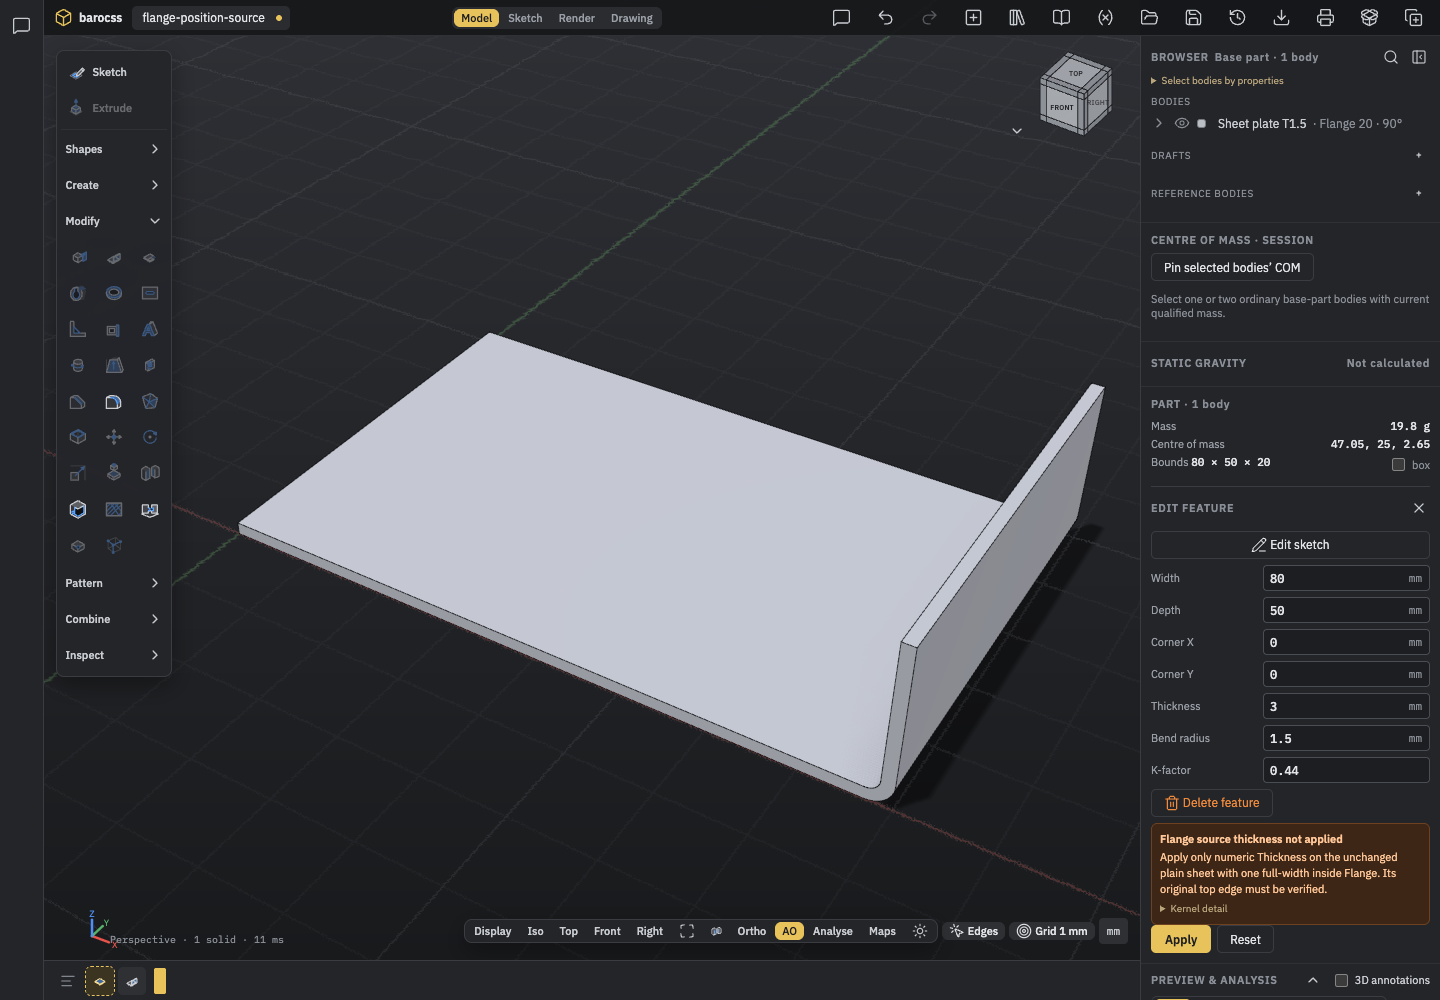 barocss
flange-position-source
Model Sketch Render Drawing
Sketch
Extrude
Shapes
Create
Modify
Pattern
Combine
Inspect
TOP
FRONT
RIGHT
BROWSER Base part · 1 body
Select bodies by properties
BODIES
Sheet plate T1.5 · Flange 20 · 90°
DRAFTS
REFERENCE BODIES
CENTRE OF MASS · SESSION
Pin selected bodies’ COM
Select one or two ordinary base-part bodies with current
qualified mass.
STATIC GRAVITY Not calculated
PART · 1 body
Mass 19.8 g
Centre of mass 47.05, 25, 2.65
Bounds 80 × 50 × 20 box
EDIT FEATURE
Edit sketch
Width 80 mm
Depth 50 mm
Corner X 0 mm
Corner Y 0 mm
Thickness 3 mm
Bend radius 1.5 mm
K-factor 0.44
Delete feature
Flange source thickness not applied
Apply only numeric Thickness on the unchanged
plain sheet with one full-width inside Flange. Its
original top edge must be verified.
Kernel detail
Apply Reset
PREVIEW & ANALYSIS 3D annotations
Z
Y
X
Perspective · 1 solid · 11 ms
Display Iso Top Front Right Ortho AO Analyse Maps Edges Grid 1 mm mm